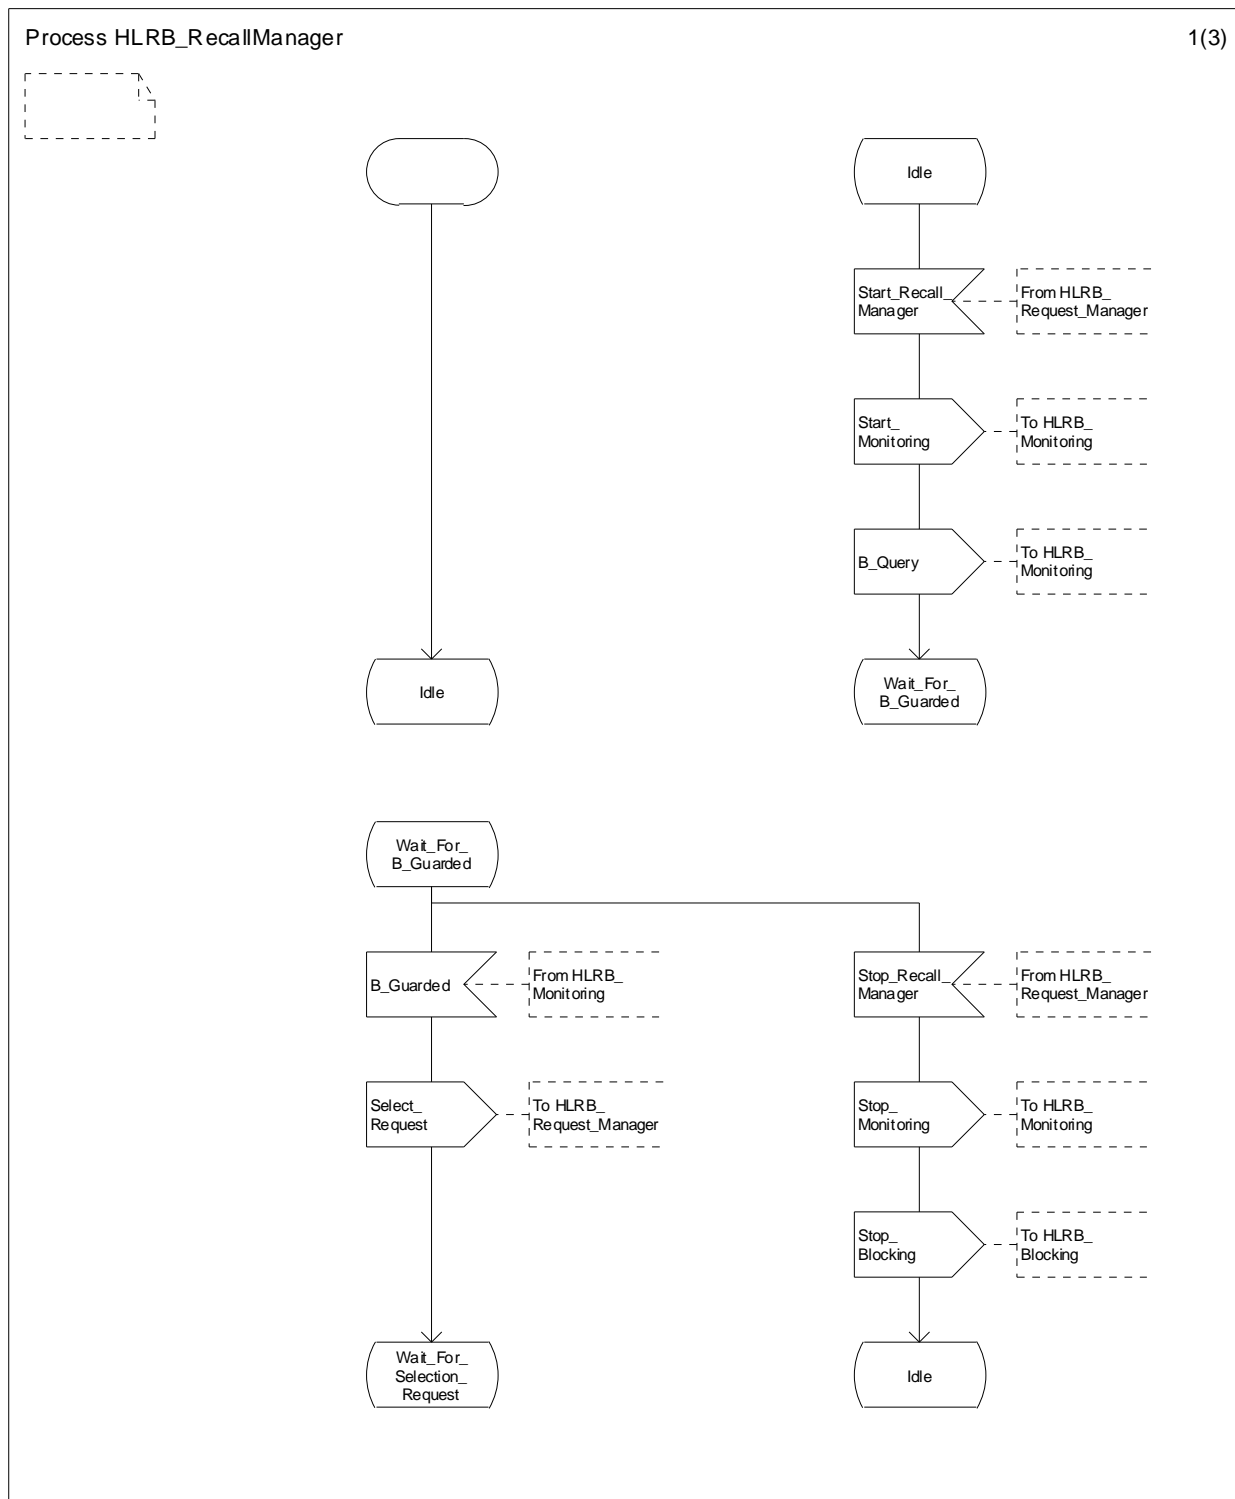 Process HLRB_RecallManager
1(3)
Idle
Start_Recall_
Manager
From HLRB_
Request_Manager
Start_
Monitoring
To HLRB_
Monitoring
B_Query
To HLRB_
Monitoring
Idle
Wait_For_
B_Guarded
Wait_For_
B_Guarded
B_Guarded
From HLRB_
Monitoring
Stop_Recall_
Manager
From HLRB_
Request_Manager
Select_
Request
To HLRB_
Request_Manager
Stop_
Monitoring
To HLRB_
Monitoring
Stop_
Blocking
To HLRB_
Blocking
Wait_For_
Selection_
Request
Idle